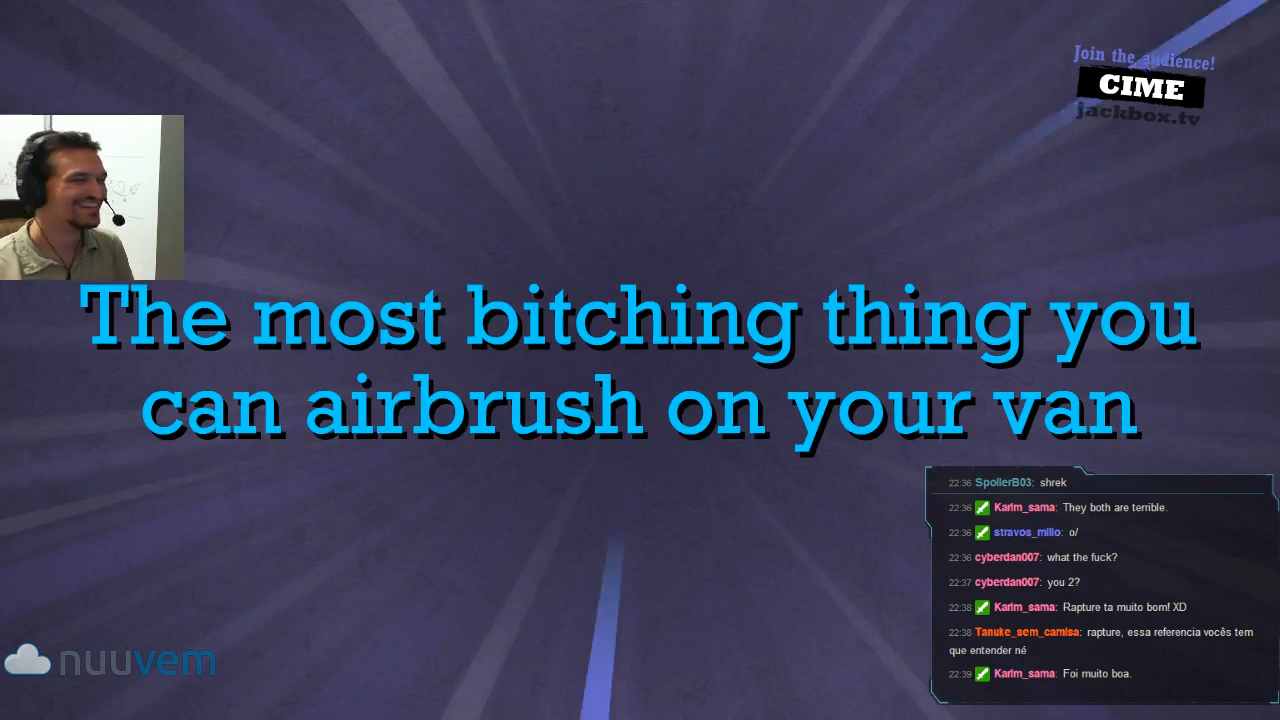 Join the audience!
CIME
jackbox.tv
The most bitching thing you
can airbrush on your van
22:36 SpoilerB03: shrek
22:36 Karim_sama: They both are terrible.
22:36 stravos_millo: o/
22:36 cyberdan007: what the fuck?
22:37 cyberdan007: you 2?
22:38 Karim_sama: Rapture ta muito bom! XD
22:38 Tanuke_sem_camisa: rapture, essa referencia vocês tem
que entender né
22:39 Karim_sama: Foi muito boa.
nuuvem